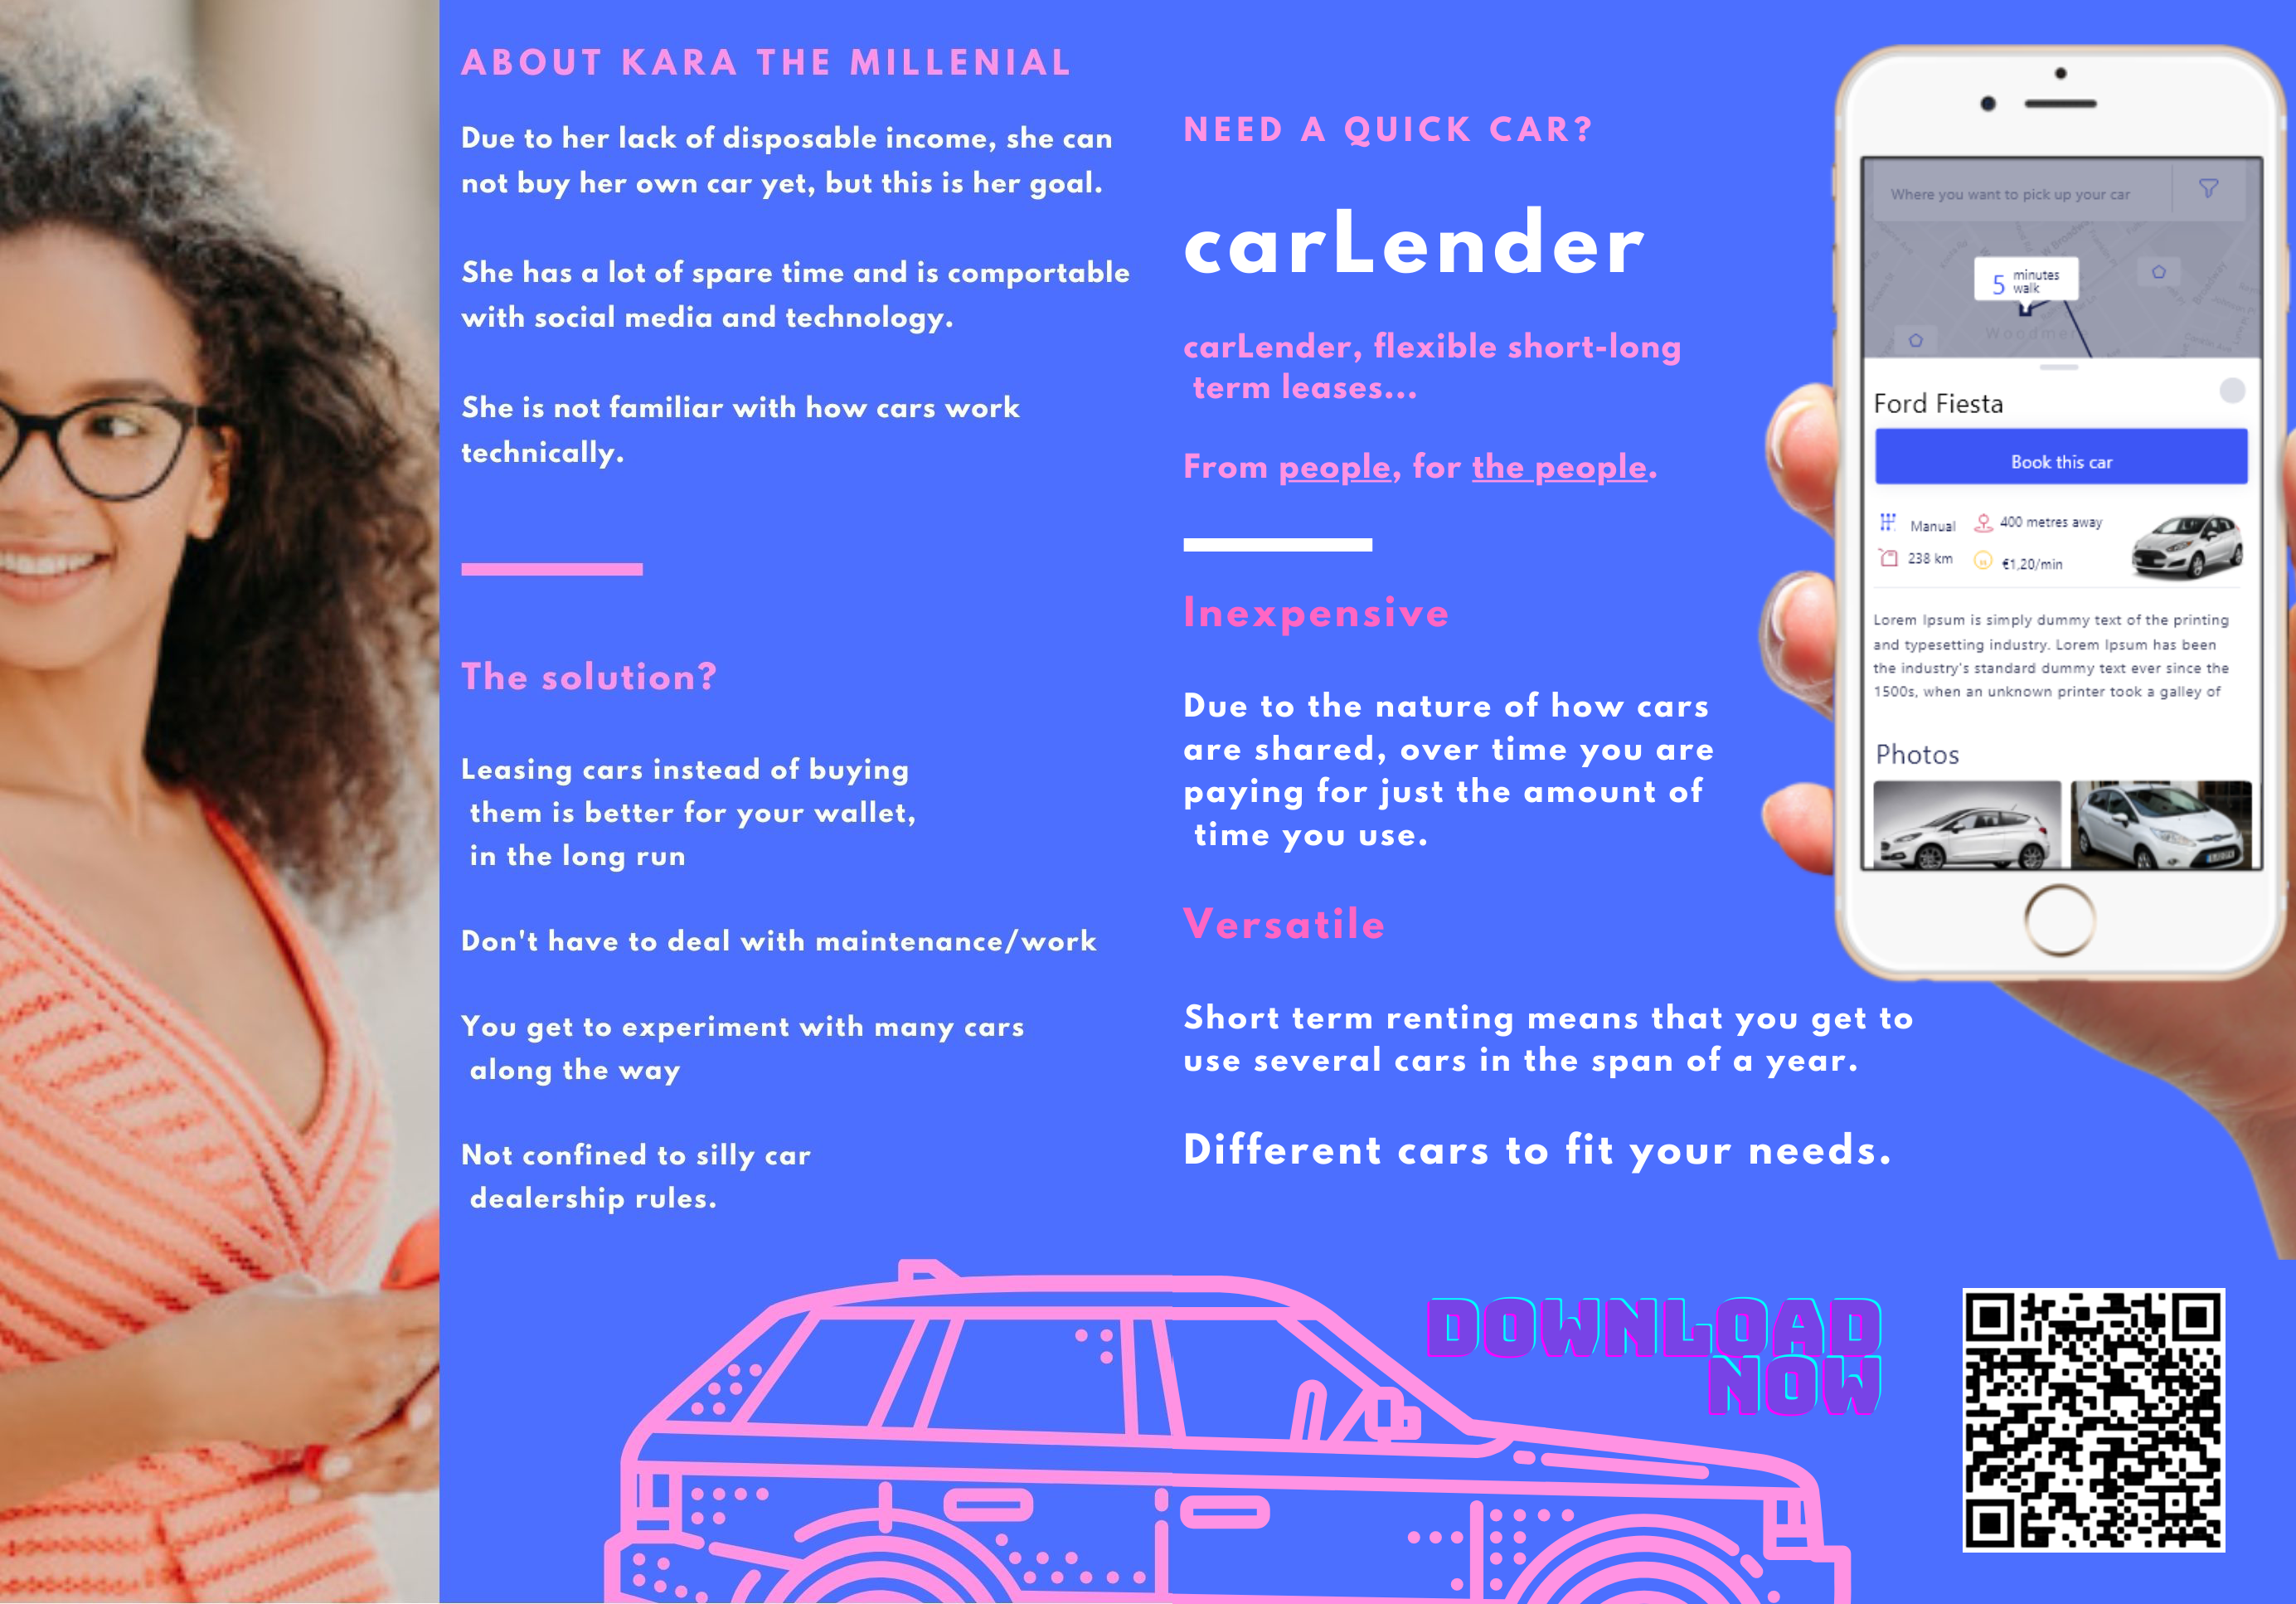 ABOUT KARA THE MILLENIAL
Due to her lack of disposable income, she can
not buy her own car yet, but this is her goal.
She has a lot of spare time and is comportable
with social media and technology.
She is not familiar with how cars work
technically.
The solution?
Leasing cars instead of buying
them is better for your wallet,
in the long run
Don't have to deal with maintenance/work
You get to experiment with many cars
along the way
Not confined to silly car
dealership rules.
NEED A QUICK CAR?
carLender
carLender, flexible short-long
term leases...
From people, for the people.
Inexpensive
Due to the nature of how cars
are shared, over time you are
paying for just the amount of
time you use.
Versatile
Short term renting means that you get to
use several cars in the span of a year.
Different cars to fit your needs.
Where you want to pick up your car
5 minutes
walk
Ford Fiesta
Book this car
Manual
400 metres away
238 km
€1,20/min
Lorem Ipsum is simply dummy text of the printing
and typesetting industry. Lorem Ipsum has been
the industry's standard dummy text ever since the
1500s, when an unknown printer took a galley of
Photos
DOWNLOAD
NOW